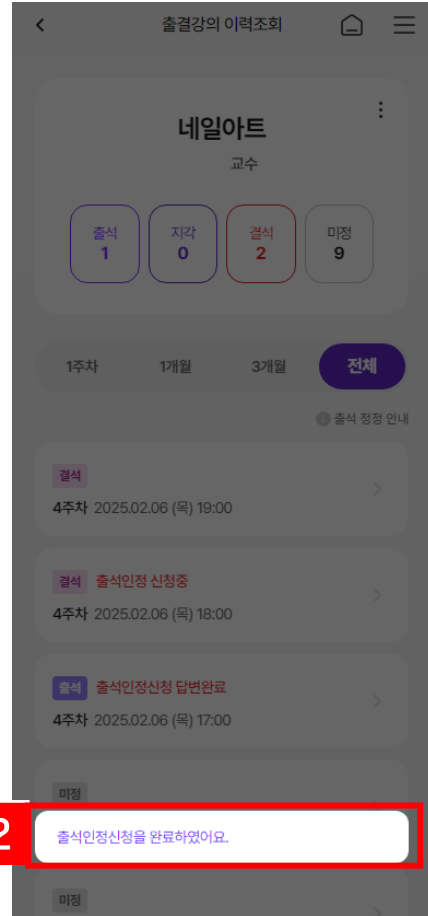 출결강의 이력조회
네일아트
교수
출석 지각 결석 미정
1 0 2 9
1주차 1개월 3개월 전체
출석 정정 안내
결석
4주차 2025.02.06 (목) 19:00
결석 출석인정 신청중
4주차 2025.02.06 (목) 18:00
출석 출석인정신청 답변완료
4주차 2025.02.06 (목) 17:00
미정
2
출석인정신청을 완료하였어요.
미정